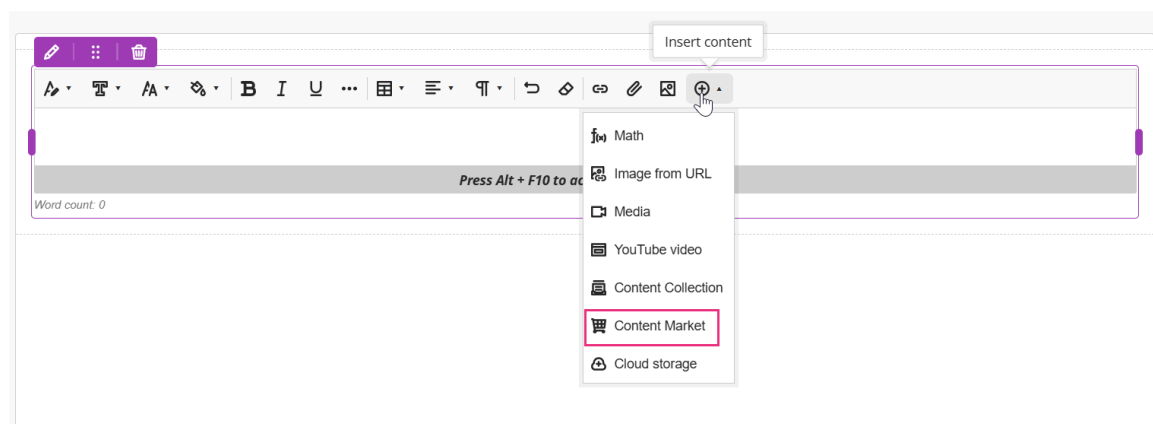 Insert content
B I U
Math
Image from URL
Press Alt + F10 to ac
Word count: 0
Media
YouTube video
Content Collection
Content Market
Cloud storage